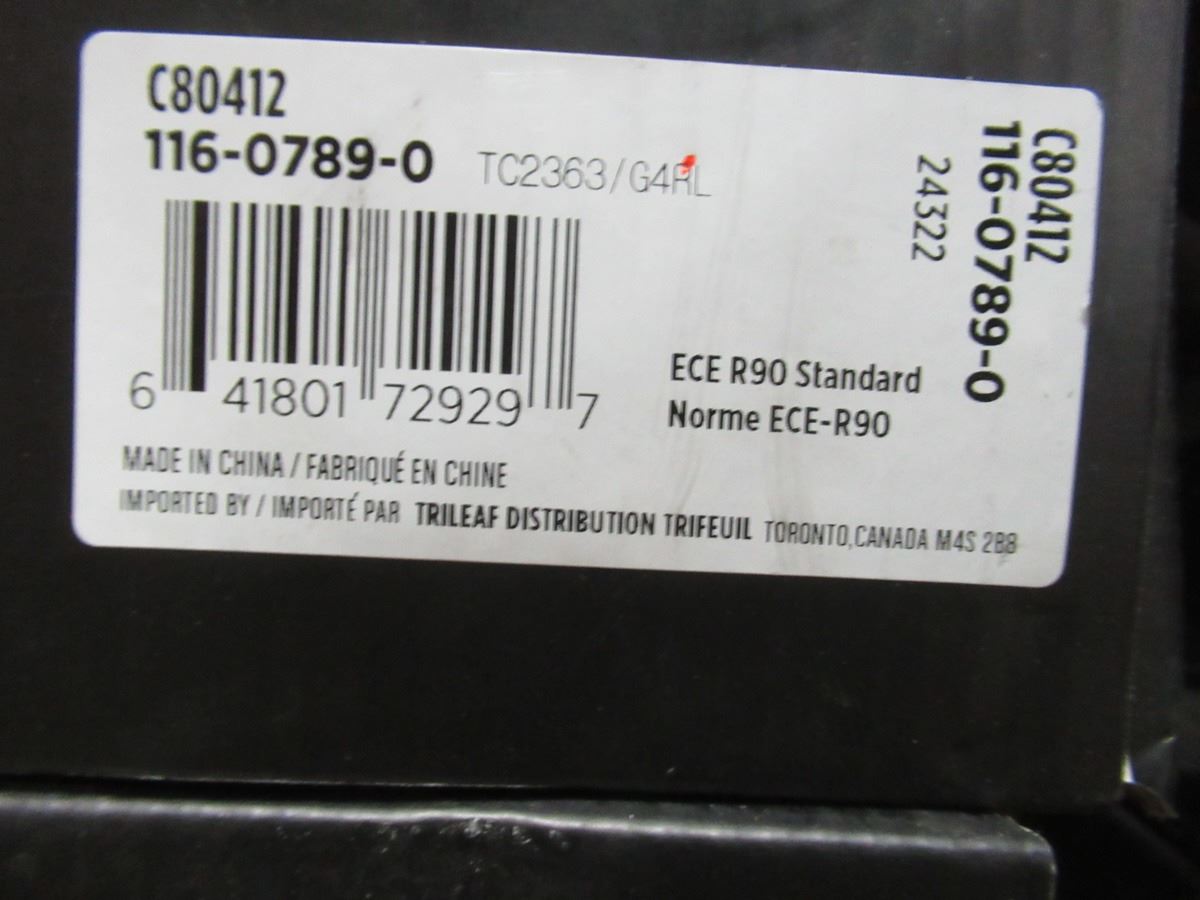 C80412
116-0789-0 TC2363/G4RL
6 41801 72929 7
ECE R90 Standard
Norme ECE-R90
MADE IN CHINA / FABRIQUÉ EN CHINE
IMPORTED BY / IMPORTÉ PAR TRILEAF DISTRIBUTION TRIFEUIL TORONTO, CANADA M4S 2B8
C80412
116-0789-0
24322